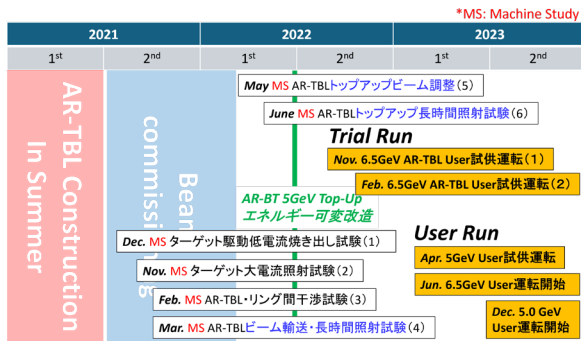 *MS: Machine Study
2021 2022 2023
1st 2nd 1st 2nd 1st 2nd
AR-TBL Construction
In Summer
commissi g
Bea
May MS AR-TBLトップアップビーム調整(5)
June MS AR-TBLトップアップ長時間照射試験(6)
Trial Run
Nov. 6.5GeV AR-TBL User試供運転(1)
Feb. 6.5GeV AR-TBL User試供運転(2)
AR-BT 5GeV Top-Up
エネルギー可変改造
Dec. MS ターゲット駆動低電流焼き出し試験(1)
Nov. MS ターゲット大電流照射試験(2)
Feb. MS AR-TBL・リング間干渉試験(3)
Mar. MS AR-TBLビーム輸送・長時間照射試験(4)
User Run
Apr. 5GeV User試供運転
Jun. 6.5GeV User運転開始
Dec. 5.0 GeV
User運転開始